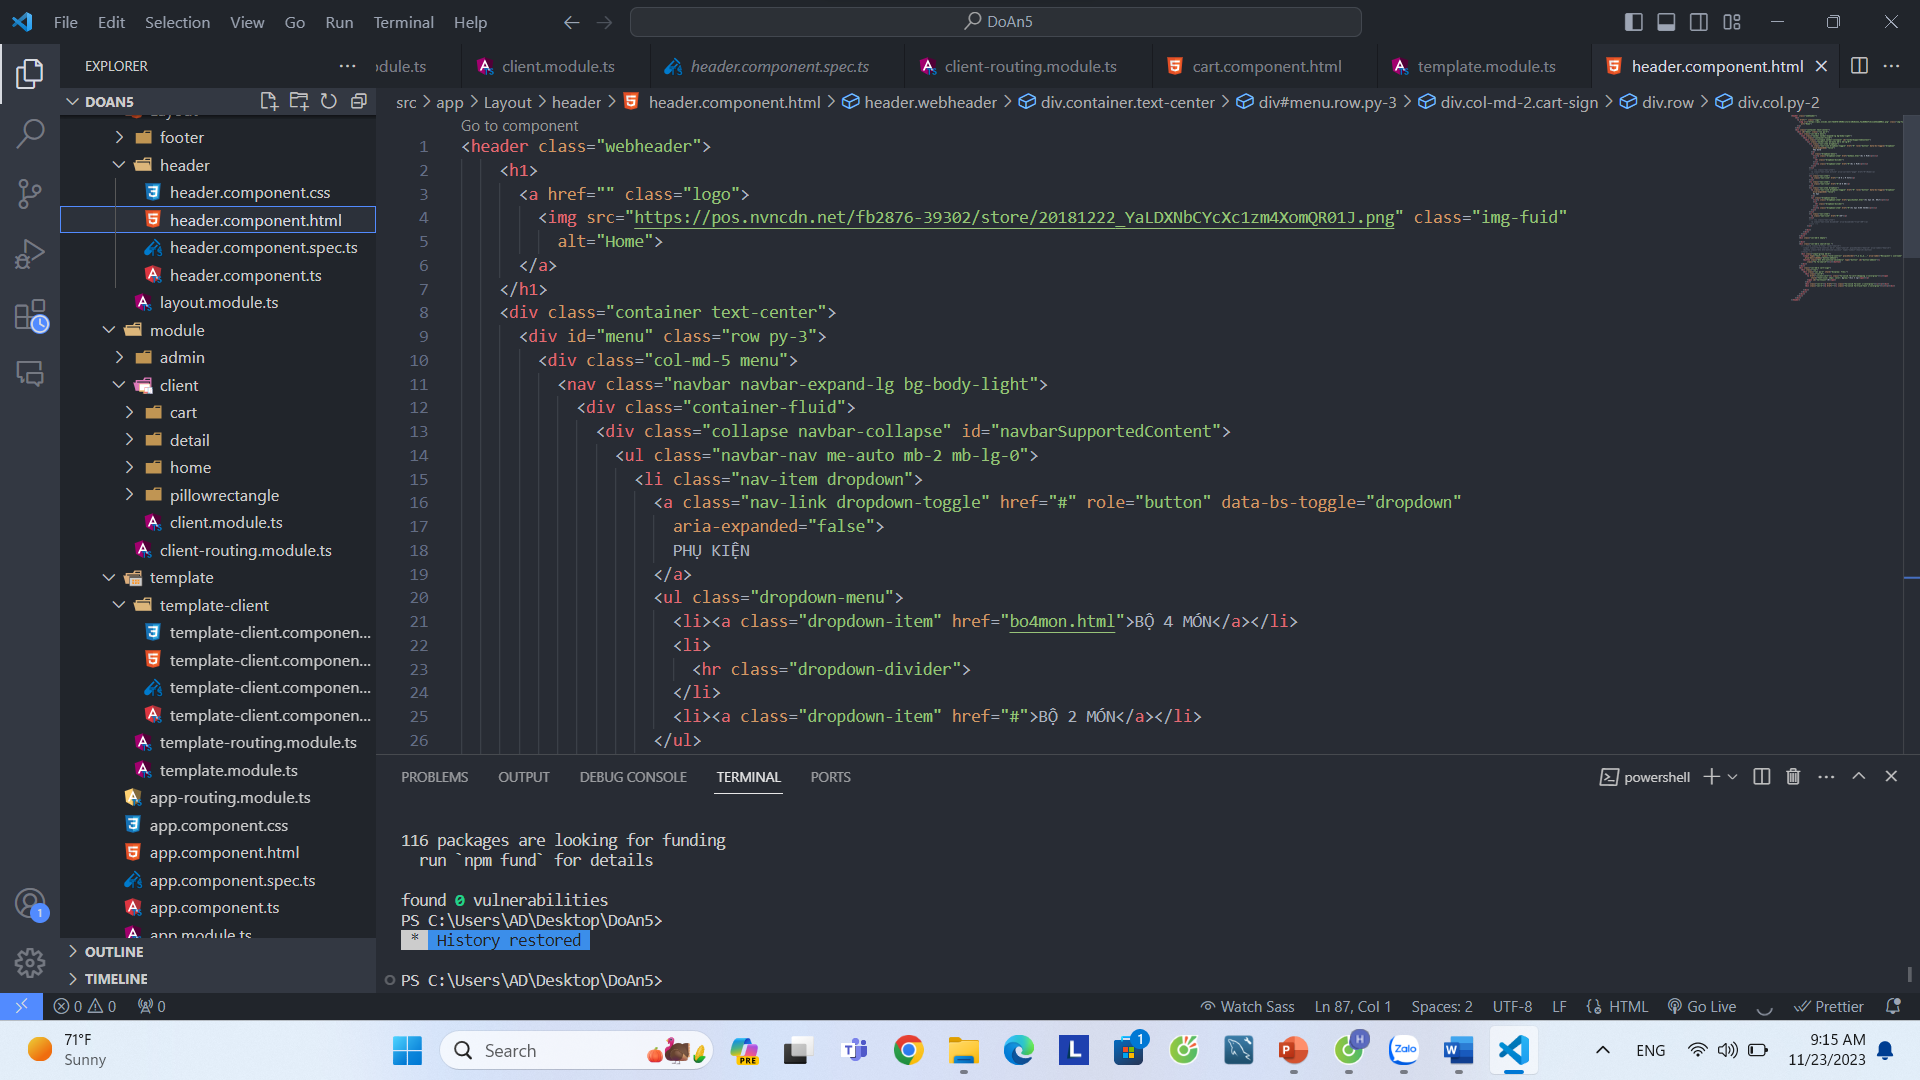 File Edit Selection View Go Run Terminal Help
DoAn5
EXPLORER
dule.ts
client.module.ts
header.component.spec.ts
client-routing.module.ts
cart.component.html
template.module.ts
header.component.html
DOAN5
src > app > Layout > header > header.component.html > header.webheader > div.container.text-center > div#menu.row.py-3 > div.col-md-2.cart-sign > div.row > div.col.py-2
footer
header
header.component.css
header.component.html
header.component.spec.ts
header.component.ts
layout.module.ts
module
admin
client
cart
detail
home
pillowrectangle
client.module.ts
client-routing.module.ts
template
template-client
template-client.componen...
template-client.componen...
template-client.componen...
template-client.componen...
template-routing.module.ts
template.module.ts
app-routing.module.ts
app.component.css
app.component.html
app.component.spec.ts
app.component.ts
app.module.ts
OUTLINE
TIMELINE
Go to component
1 <header class="webheader">
2 <h1>
3 <a href="" class="logo">
4 <img src="https://pos.nvncdn.net/fb2876-39302/store/20181222_YaLDXNbCYcXc1zm4XomQR01J.png" class="img-fuid"
5 alt="Home">
6 </a>
7 </h1>
8 <div class="container text-center">
9 <div id="menu" class="row py-3">
10 <div class="col-md-5 menu">
11 <nav class="navbar navbar-expand-lg bg-body-light">
12 <div class="container-fluid">
13 <div class="collapse navbar-collapse" id="navbarSupportedContent">
14 <ul class="navbar-nav me-auto mb-2 mb-lg-0">
15 <li class="nav-item dropdown">
16 <a class="nav-link dropdown-toggle" href="#" role="button" data-bs-toggle="dropdown"
17 aria-expanded="false">
18 PHỤ KIỆN
19 </a>
20 <ul class="dropdown-menu">
21 <li><a class="dropdown-item" href="bo4mon.html">BỘ 4 MÓN</a></li>
22 <li>
23 <hr class="dropdown-divider">
24 </li>
25 <li><a class="dropdown-item" href="#">BỘ 2 MÓN</a></li>
26 </ul>
PROBLEMS OUTPUT DEBUG CONSOLE TERMINAL PORTS
powershell
116 packages are looking for funding
run `npm fund` for details
found 0 vulnerabilities
PS C:\Users\AD\Desktop\DoAn5>
* History restored
PS C:\Users\AD\Desktop\DoAn5>
0 0 0
Watch Sass Ln 87, Col 1 Spaces: 2 UTF-8 LF HTML Go Live Prettier
71°F
Sunny
Search
PRE
1
Zalo
ENG
9:15 AM
11/23/2023